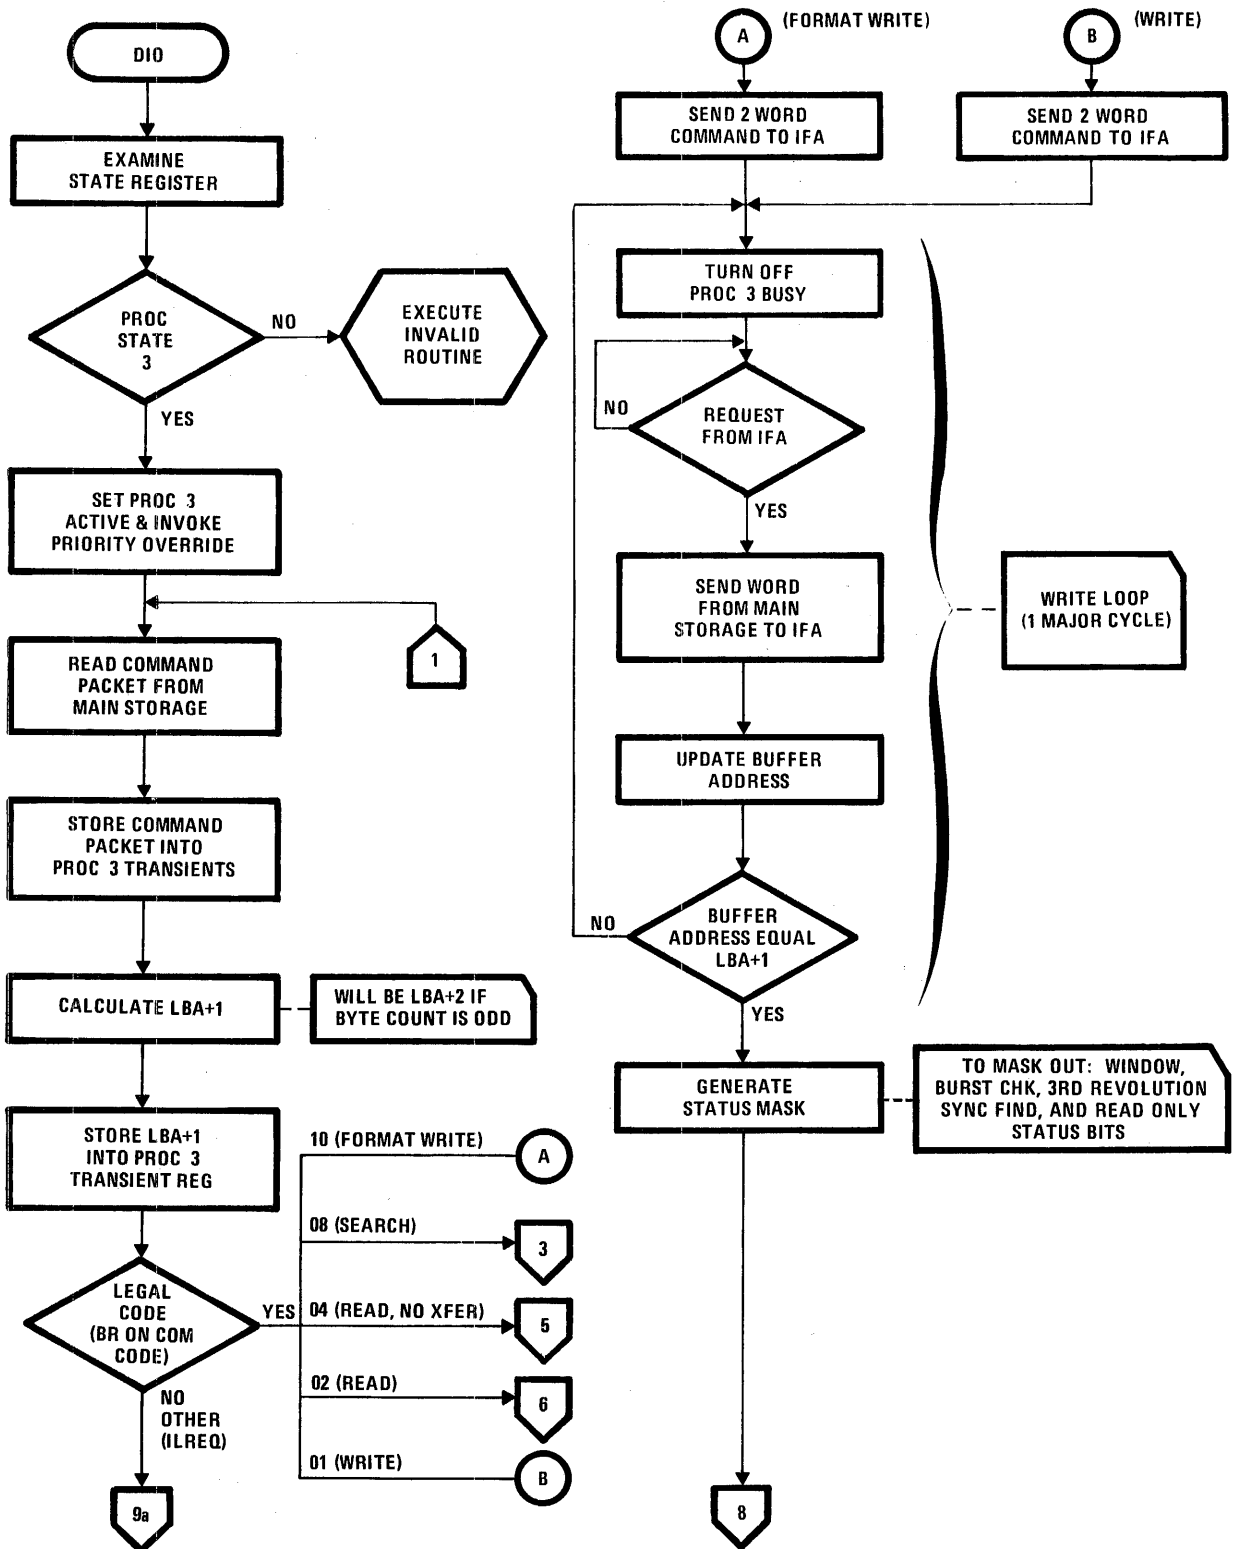 DIO
EXAMINE
STATE REGISTER
PROC
STATE
3
NO
EXECUTE
INVALID
ROUTINE
YES
SET PROC 3
ACTIVE & INVOKE
PRIORITY OVERRIDE
1
READ COMMAND
PACKET FROM
MAIN STORAGE
STORE COMMAND
PACKET INTO
PROC 3 TRANSIENTS
CALCULATE LBA+1
WILL BE LBA+2 IF
BYTE COUNT IS ODD
STORE LBA+1
INTO PROC 3
TRANSIENT REG
LEGAL
CODE
(BR ON COM
CODE)
YES
10 (FORMAT WRITE)
A
08 (SEARCH)
3
04 (READ, NO XFER)
5
02 (READ)
6
01 (WRITE)
B
NO
OTHER
(ILREQ)
9a
A
(FORMAT WRITE)
B
(WRITE)
SEND 2 WORD
COMMAND TO IFA
SEND 2 WORD
COMMAND TO IFA
TURN OFF
PROC 3 BUSY
REQUEST
FROM IFA
NO
YES
SEND WORD
FROM MAIN
STORAGE TO IFA
WRITE LOOP
(1 MAJOR CYCLE)
UPDATE BUFFER
ADDRESS
BUFFER
ADDRESS EQUAL
LBA+1
NO
YES
GENERATE
STATUS MASK
TO MASK OUT: WINDOW,
BURST CHK, 3RD REVOLUTION
SYNC FIND, AND READ ONLY
STATUS BITS
8